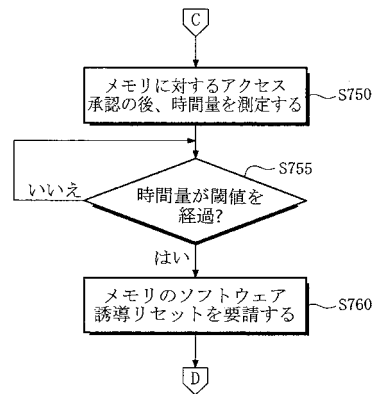 C
メモリに対するアクセス
承認の後、時間量を測定する
S750
S755
時間量が閾値を
経過?
いいえ
はい
メモリのソフトウェア
誘導リセットを要請する
S760
D